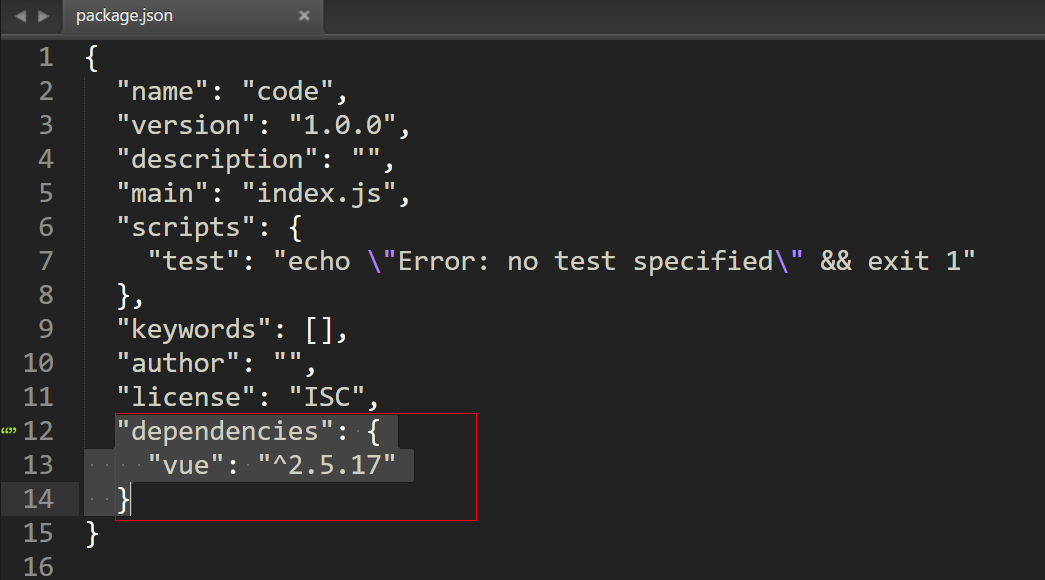 package.json
1 {
2   "name": "code",
3   "version": "1.0.0",
4   "description": "",
5   "main": "index.js",
6   "scripts": {
7     "test": "echo \"Error: no test specified\" && exit 1"
8   },
9   "keywords": [],
10   "author": "",
11   "license": "ISC",
12   "dependencies": {
13     "vue": "^2.5.17"
14   }
15 }
16